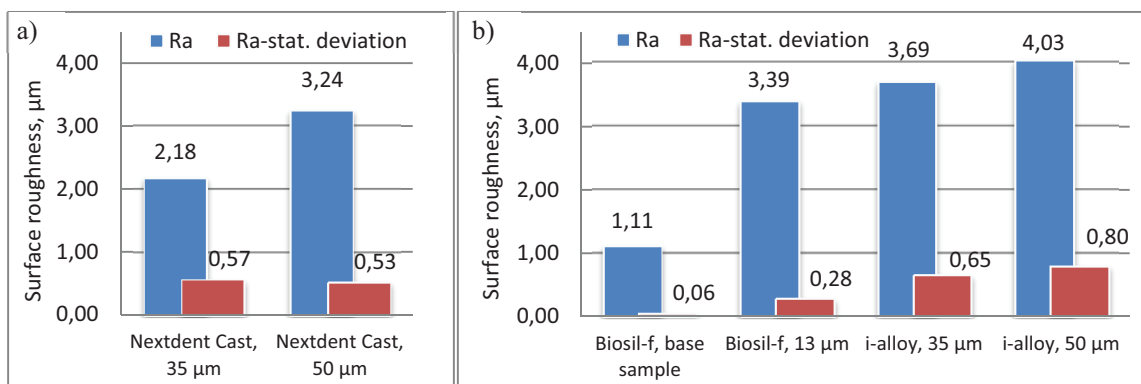 a)
Ra
Ra-stat. deviation
Surface roughness, μm
4,00
3,00
2,00
1,00
0,00
2,18
0,57
3,24
0,53
Nextdent Cast,
35 μm
Nextdent Cast,
50 μm
b)
Ra
Ra-stat. deviation
Surface roughness, μm
4,00
3,00
2,00
1,00
0,00
1,11
0,06
3,39
0,28
3,69
0,65
4,03
0,80
Biosil-f, base
sample
Biosil-f, 13 μm
i-alloy, 35 μm
i-alloy, 50 μm